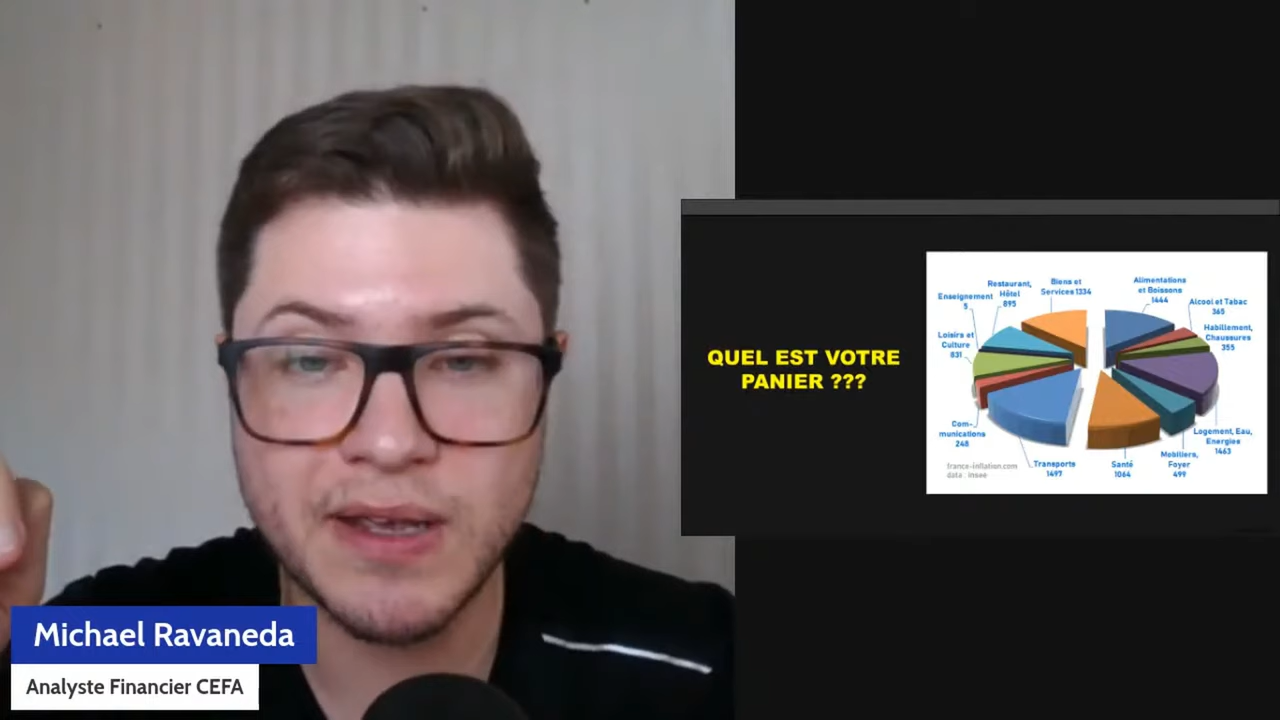 Michael Ravaneda
Analyste Financier CEFA
QUEL EST VOTRE
PANIER ???
Biens et
Services 1334
Alimentations
et Boissons
1444
Alcool et Tabac
365
Habillement,
Chaussures
355
Logement, Eau,
Energies
1463
Mobiliers,
Foyer
499
Santé
1064
Transports
1497
Com-
munications
248
Loisirs et
Culture
831
Enseignement
5
Restaurant,
Hôtel
895
france-inflation.com
data : insee